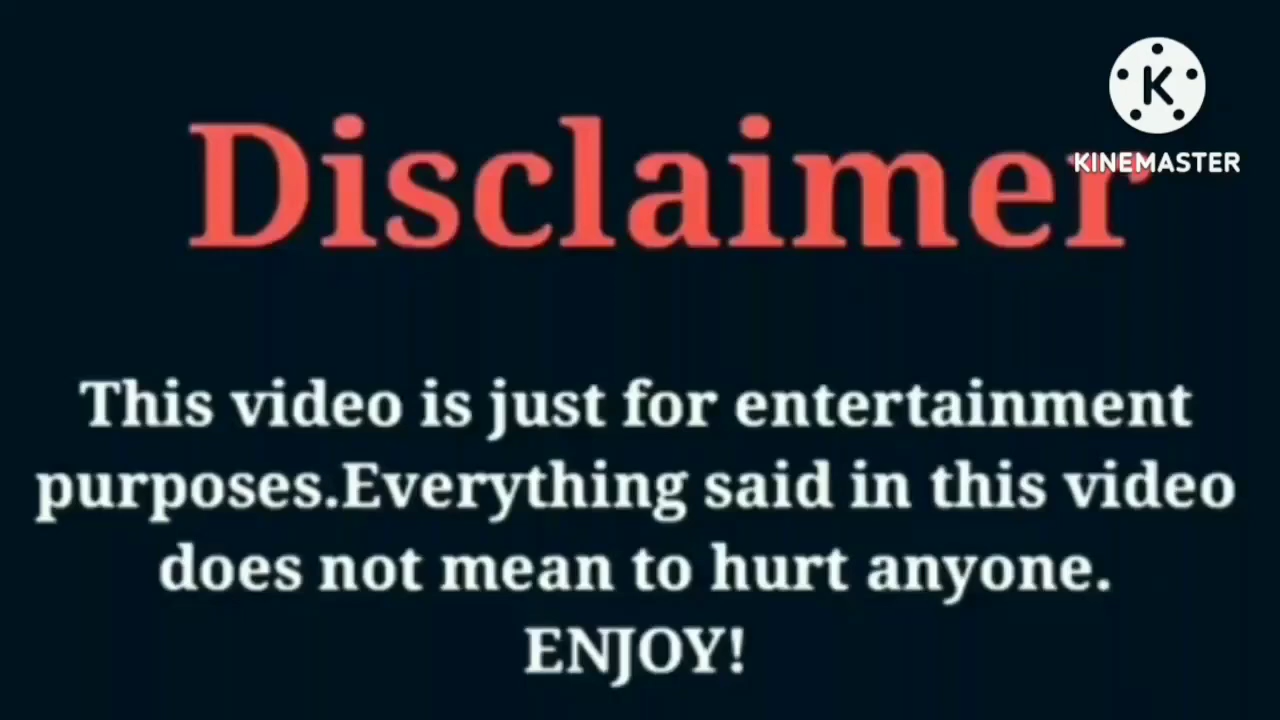 K
KINEMASTER
Disclaimer
This video is just for entertainment
purposes.Everything said in this video
does not mean to hurt anyone.
ENJOY!